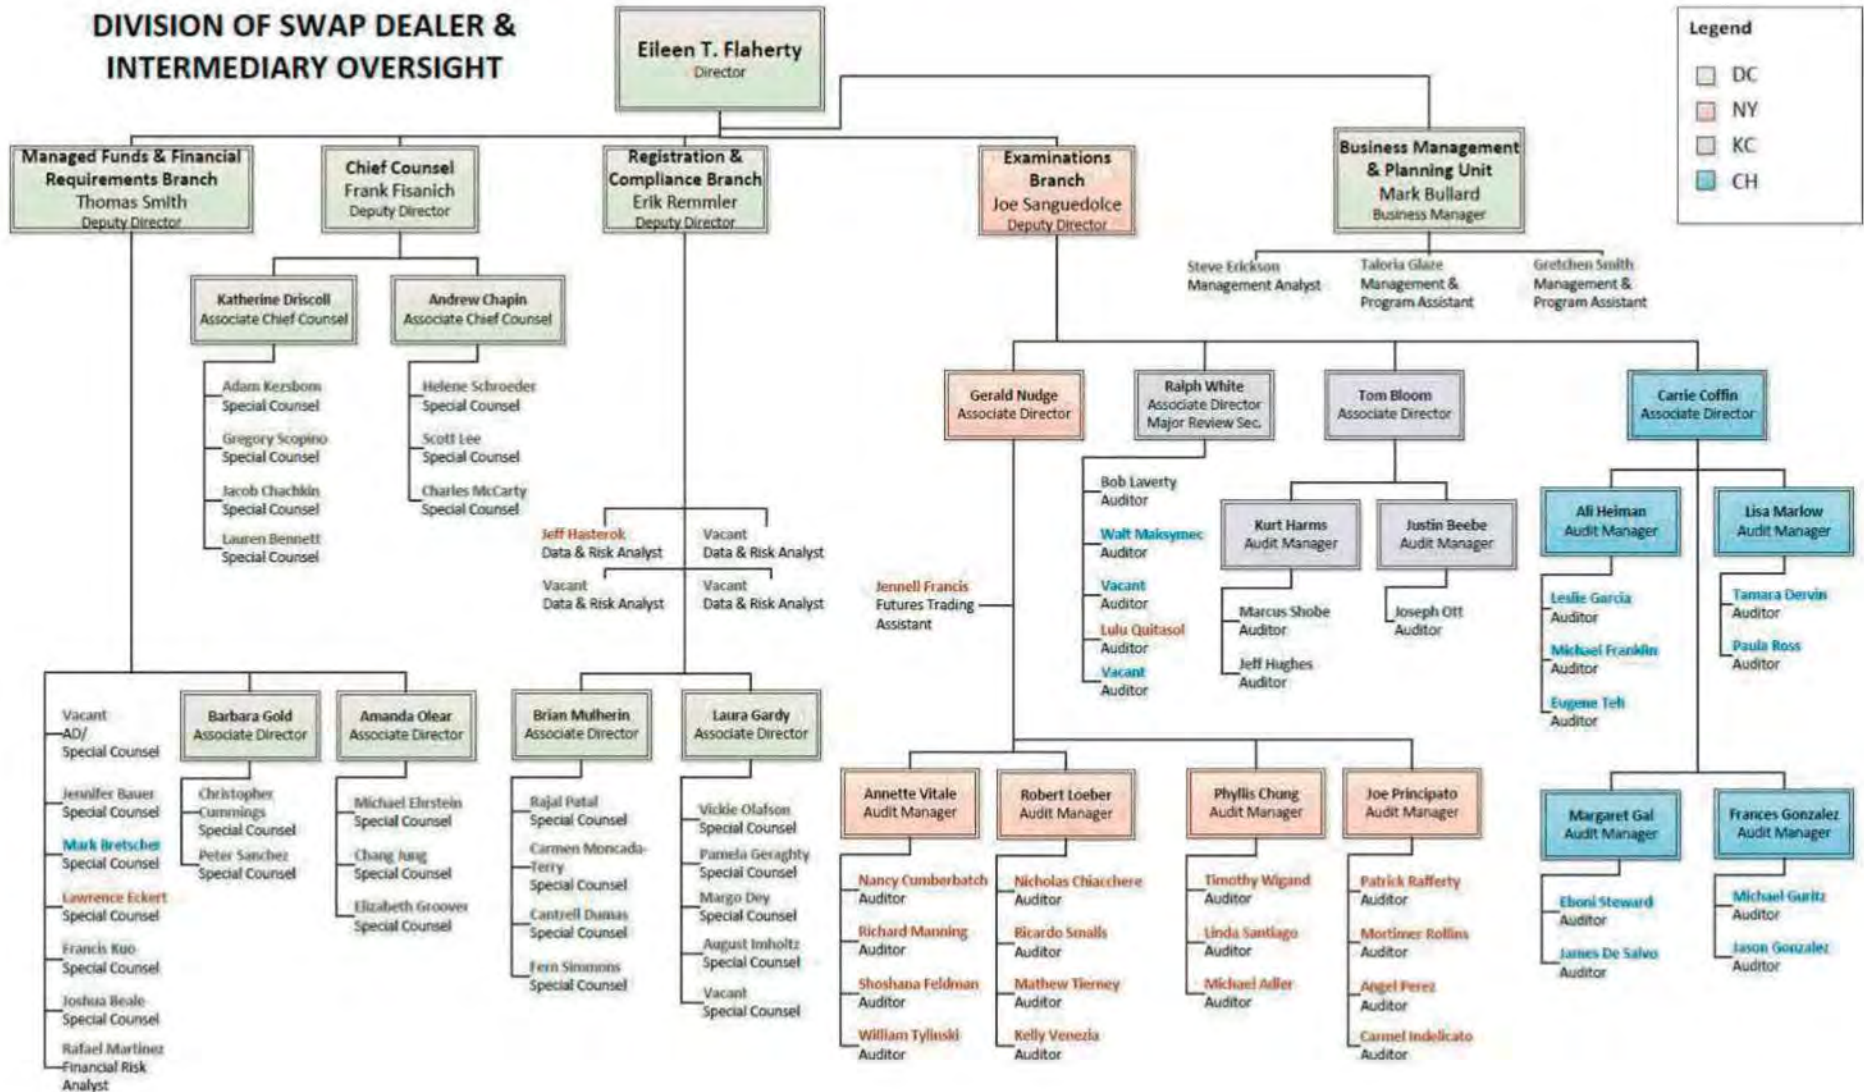 DIVISION OF SWAP DEALER &
INTERMEDIARY OVERSIGHT
Eileen T. Flaherty
Director
Legend
DC
NY
KC
CH
Managed Funds & Financial
Requirements Branch
Thomas Smith
Deputy Director
Chief Counsel
Frank Fisanich
Deputy Director
Registration &
Compliance Branch
Erik Remmler
Deputy Director
Examinations
Branch
Joe Sanguedolce
Deputy Director
Business Management
& Planning Unit
Mark Bullard
Business Manager
Steve Erickson
Management Analyst
Taloria Glaze
Management &
Program Assistant
Gretchen Smith
Management &
Program Assistant
Katherine Driscoll
Associate Chief Counsel
Andrew Chapin
Associate Chief Counsel
Adam Kezsbom
Special Counsel
Gregory Scopino
Special Counsel
Jacob Chachkin
Special Counsel
Lauren Bennett
Special Counsel
Helene Schroeder
Special Counsel
Scott Lee
Special Counsel
Charles McCarty
Special Counsel
Jeff Hasterok
Data & Risk Analyst
Vacant
Data & Risk Analyst
Vacant
Data & Risk Analyst
Vacant
Data & Risk Analyst
Gerald Nudge
Associate Director
Ralph White
Associate Director
Major Review Sec.
Tom Bloom
Associate Director
Carrie Coffin
Associate Director
Jennell Francis
Futures Trading
Assistant
Bob Laverty
Auditor
Walt Maksymec
Auditor
Vacant
Auditor
Lulu Quitasol
Auditor
Vacant
Auditor
Kurt Harms
Audit Manager
Justin Beebe
Audit Manager
Marcus Shobe
Auditor
Jeff Hughes
Auditor
Joseph Ott
Auditor
Ali Heiman
Audit Manager
Lisa Marlow
Audit Manager
Leslie Garcia
Auditor
Michael Franklin
Auditor
Eugene Teh
Auditor
Tamara Dervin
Auditor
Paula Ross
Auditor
Vacant
AD/
Special Counsel
Jennifer Bauer
Special Counsel
Mark Bretscher
Special Counsel
Lawrence Eckert
Special Counsel
Francis Kuo
Special Counsel
Joshua Beale
Special Counsel
Rafael Martinez
Financial Risk
Analyst
Barbara Gold
Associate Director
Christopher
Cummings
Special Counsel
Peter Sanchez
Special Counsel
Amanda Olear
Associate Director
Michael Ehrstein
Special Counsel
Chang Jung
Special Counsel
Elizabeth Groover
Special Counsel
Brian Mulherin
Associate Director
Rajal Patal
Special Counsel
Carmen Moncada-
Terry
Special Counsel
Cantrell Dumas
Special Counsel
Fern Simmons
Special Counsel
Laura Gardy
Associate Director
Vickie Olafson
Special Counsel
Pamela Geraghty
Special Counsel
Margo Dey
Special Counsel
August Imholtz
Special Counsel
Vacant
Special Counsel
Annette Vitale
Audit Manager
Nancy Cumberbatch
Auditor
Richard Manning
Auditor
Shoshana Feldman
Auditor
William Tylinski
Auditor
Robert Loeber
Audit Manager
Nicholas Chiacchere
Auditor
Ricardo Smalls
Auditor
Mathew Tierney
Auditor
Kelly Venezia
Auditor
Phyllis Chung
Audit Manager
Timothy Wigand
Auditor
Linda Santiago
Auditor
Michael Adler
Auditor
Joe Principato
Audit Manager
Patrick Rafferty
Auditor
Mortimer Rollins
Auditor
Angel Perez
Auditor
Carmel Indelicato
Auditor
Margaret Gal
Audit Manager
Eboni Steward
Auditor
James De Salvo
Auditor
Frances Gonzalez
Audit Manager
Michael Guritz
Auditor
Jason Gonzalez
Auditor